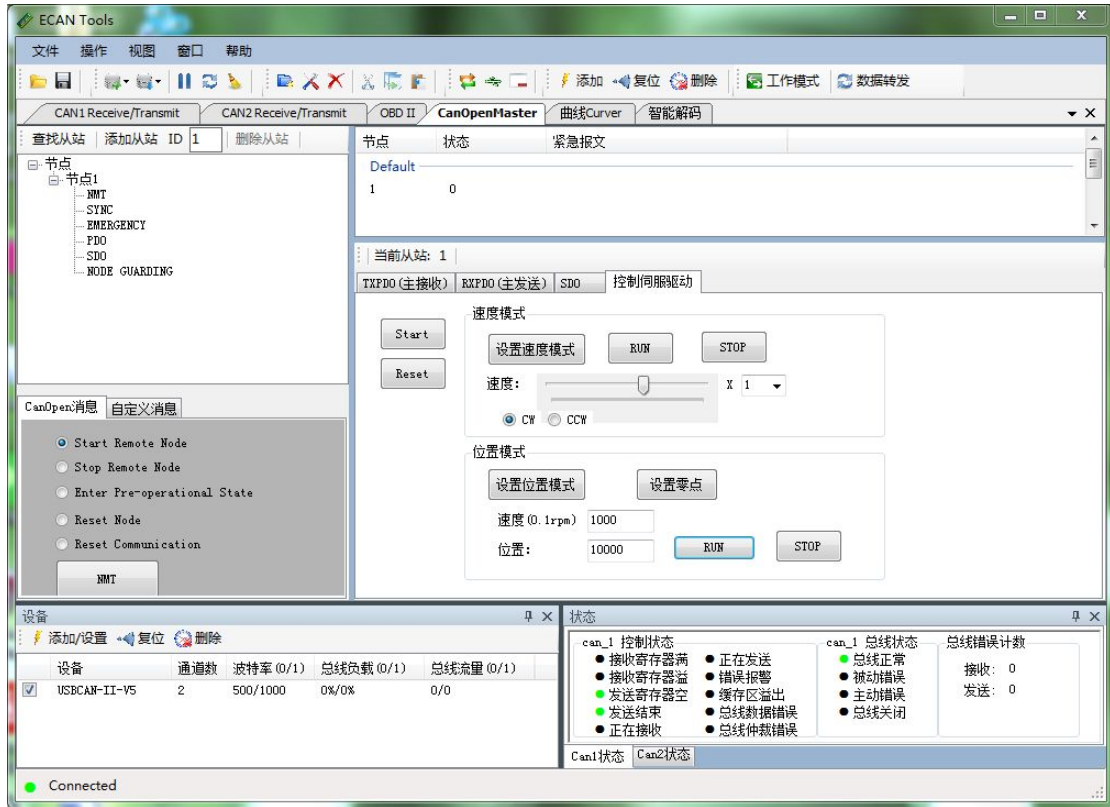 ECAN Tools
文件 操作 视图 窗口 帮助
添加 复位 删除 工作模式 数据转发
CAN1 Receive/Transmit CAN2 Receive/Transmit OBD II CanOpenMaster 曲线Curver 智能解码
查找从站 添加从站 ID 1 删除从站
节点
节点1
NMT
SYNC
EMERGENCY
PDO
SDO
NODE GUARDING
节点 状态 紧急报文
Default
1 0
当前从站: 1
TXPDO(主接收) RXPDO(主发送) SDO 控制伺服驱动
Start
Reset
速度模式
设置速度模式 RUN STOP
速度: X 1
CW CCW
位置模式
设置位置模式 设置零点
速度(0.1rpm) 1000
位置: 10000 RUN STOP
CanOpen消息 自定义消息
Start Remote Node
Stop Remote Node
Enter Pre-operational State
Reset Node
Reset Communication
NMT
设备
添加/设置 复位 删除
设备 通道数 波特率(0/1) 总线负载(0/1) 总线流量(0/1)
USBCAN-II-V5 2 500/1000 0%/0% 0/0
状态
can_1 控制状态
接收寄存器满 正在发送
接收寄存器溢 错误报警
发送寄存器空 缓存区溢出
发送结束 总线数据错误
正在接收 总线仲裁错误
can_1 总线状态
总线正常
被动错误
主动错误
总线关闭
总线错误计数
接收: 0
发送: 0
Can1状态 Can2状态
Connected